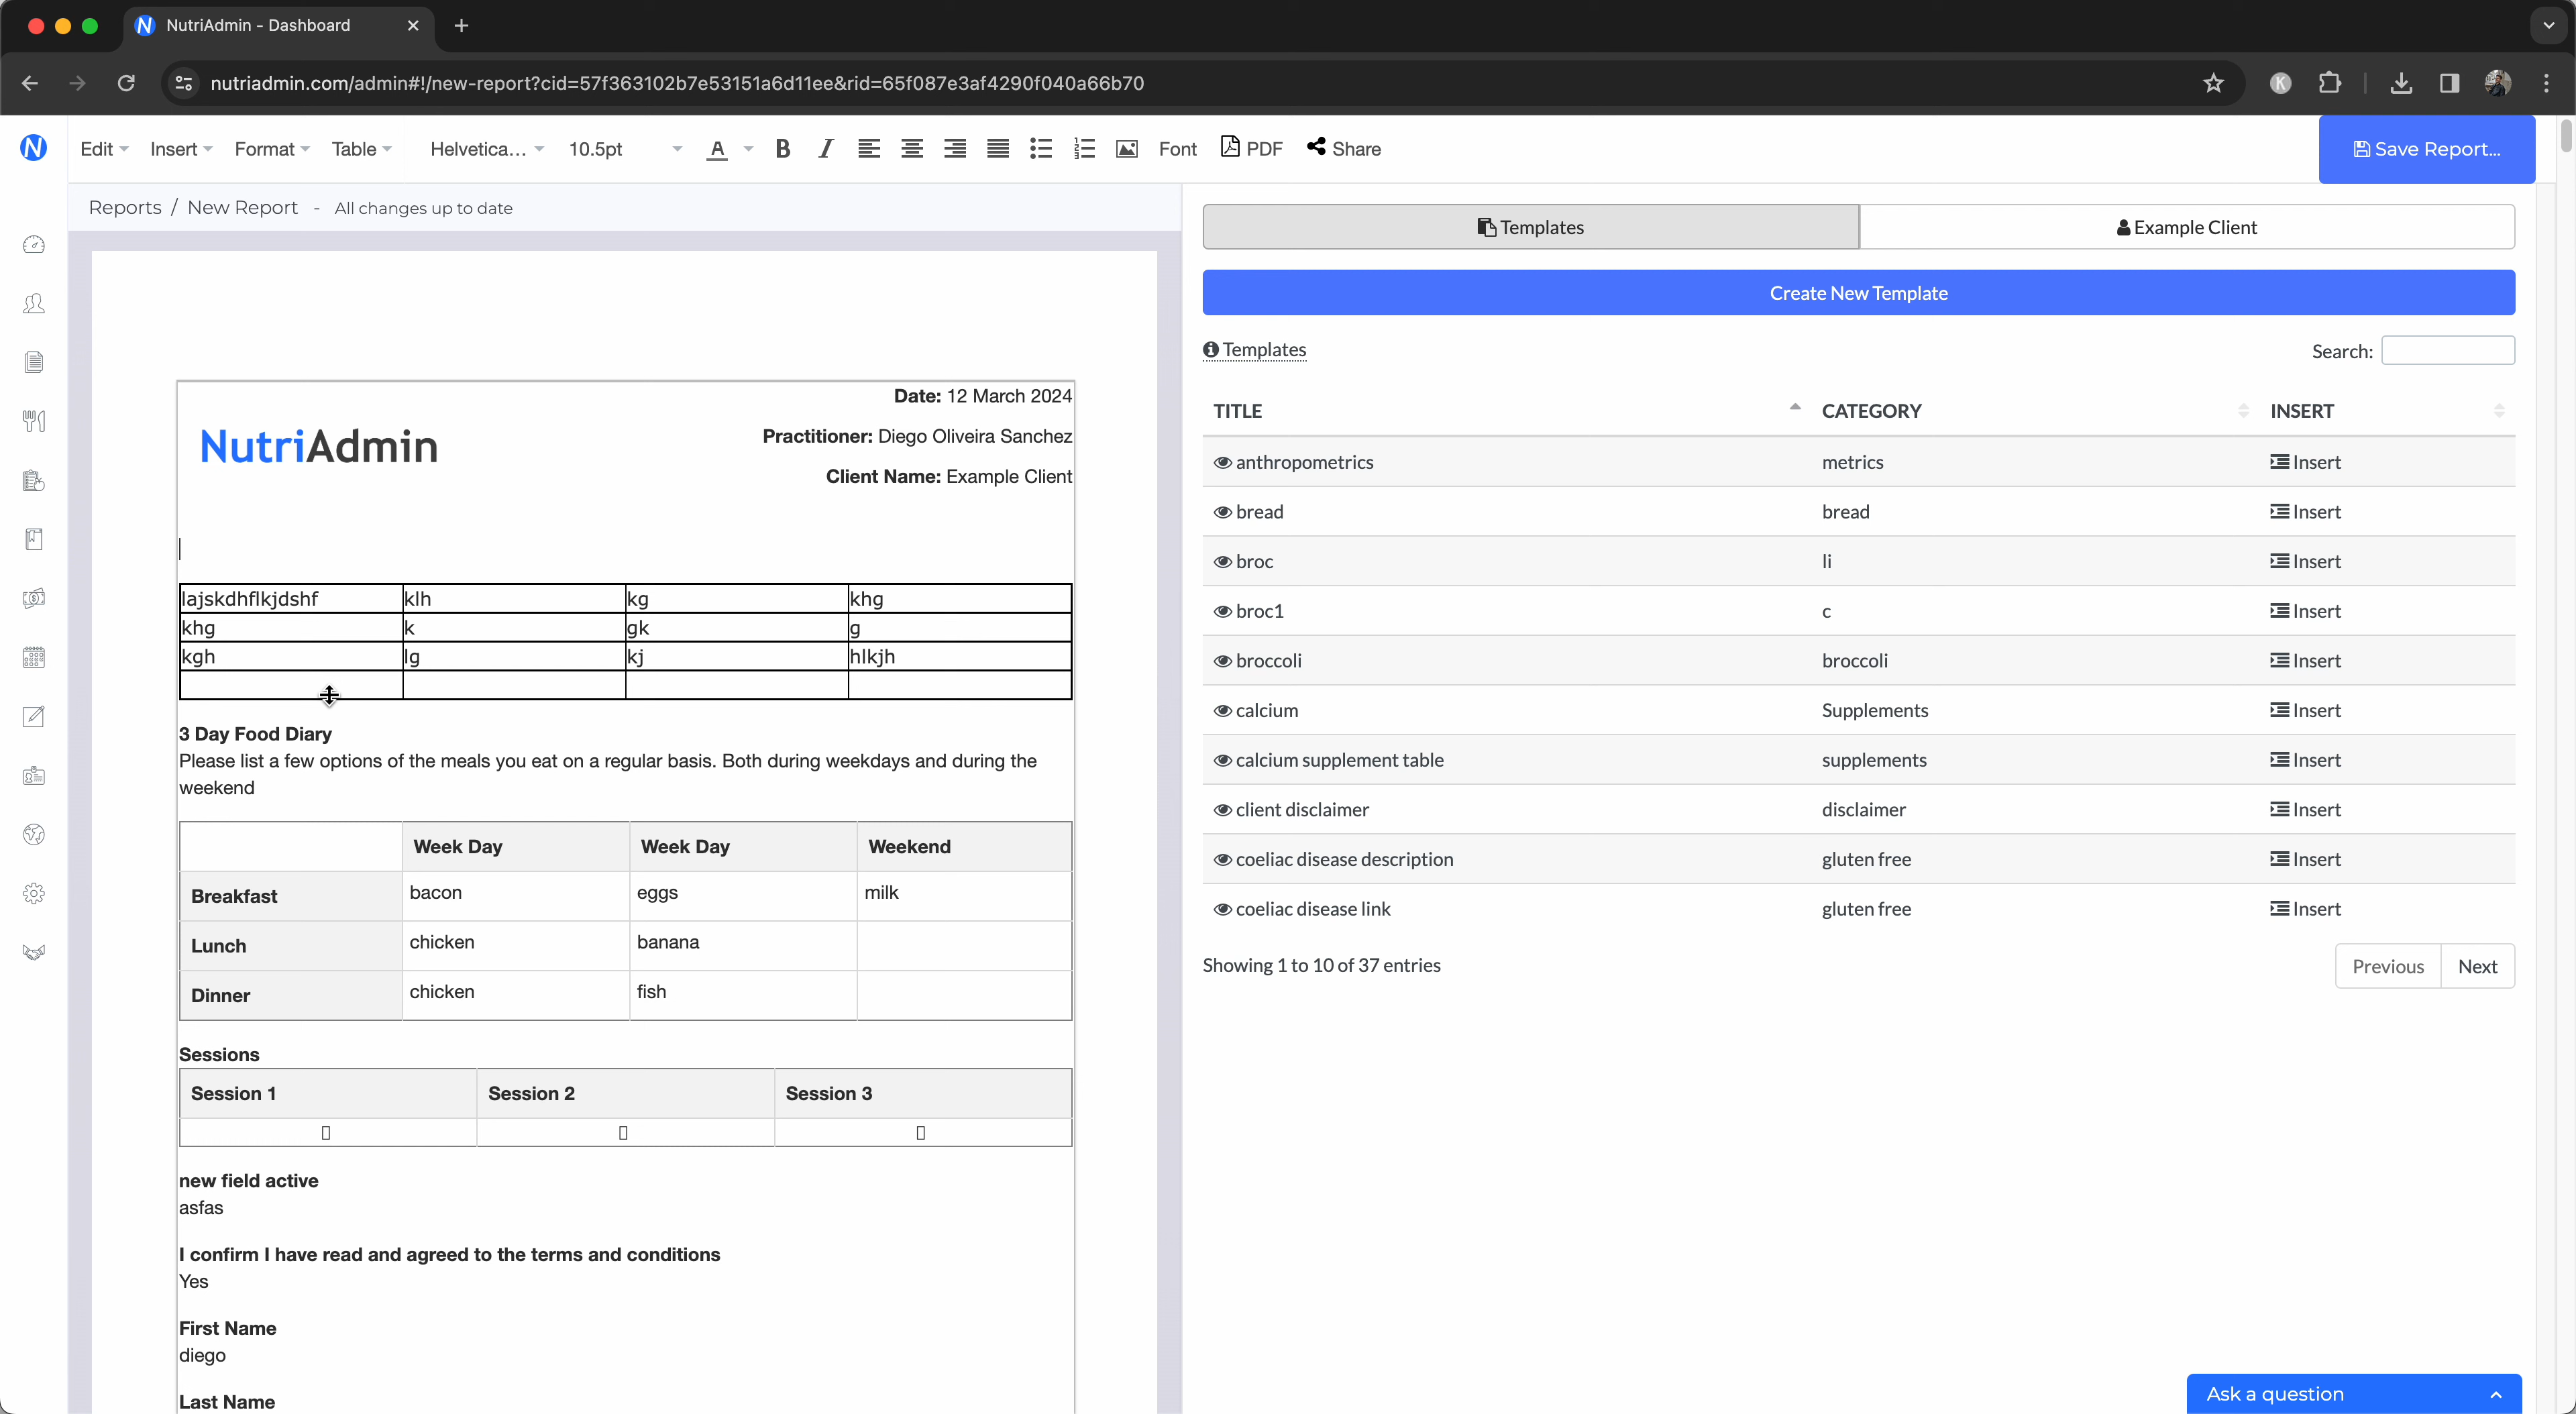 NutriAdmin - Dashboard
nutriadmin.com/admin#!/new-report?cid=57f363102b7e53151a6d11ee&rid=65f087e3af4290f040a66b70
K
N Edit Insert Format Table Helvetica... 10.5pt A B I Font PDF Share Save Report...
Reports / New Report - All changes up to date
Date: 12 March 2024
NutriAdmin
Practitioner: Diego Oliveira Sanchez
Client Name: Example Client
lajskdhflkjdshf klh kg khg
khg k gk g
kgh lg kj hlkjh
3 Day Food Diary
Please list a few options of the meals you eat on a regular basis. Both during weekdays and during the
weekend
Week Day Week Day Weekend
Breakfast bacon eggs milk
Lunch chicken banana
Dinner chicken fish
Sessions
Session 1 Session 2 Session 3
new field active
asfas
I confirm I have read and agreed to the terms and conditions
Yes
First Name
diego
Last Name
Templates Example Client
Create New Template
Templates Search:
TITLE CATEGORY INSERT
anthropometrics metrics Insert
bread bread Insert
broc li Insert
broc1 c Insert
broccoli broccoli Insert
calcium Supplements Insert
calcium supplement table supplements Insert
client disclaimer disclaimer Insert
coeliac disease description gluten free Insert
coeliac disease link gluten free Insert
Showing 1 to 10 of 37 entries Previous Next
Ask a question